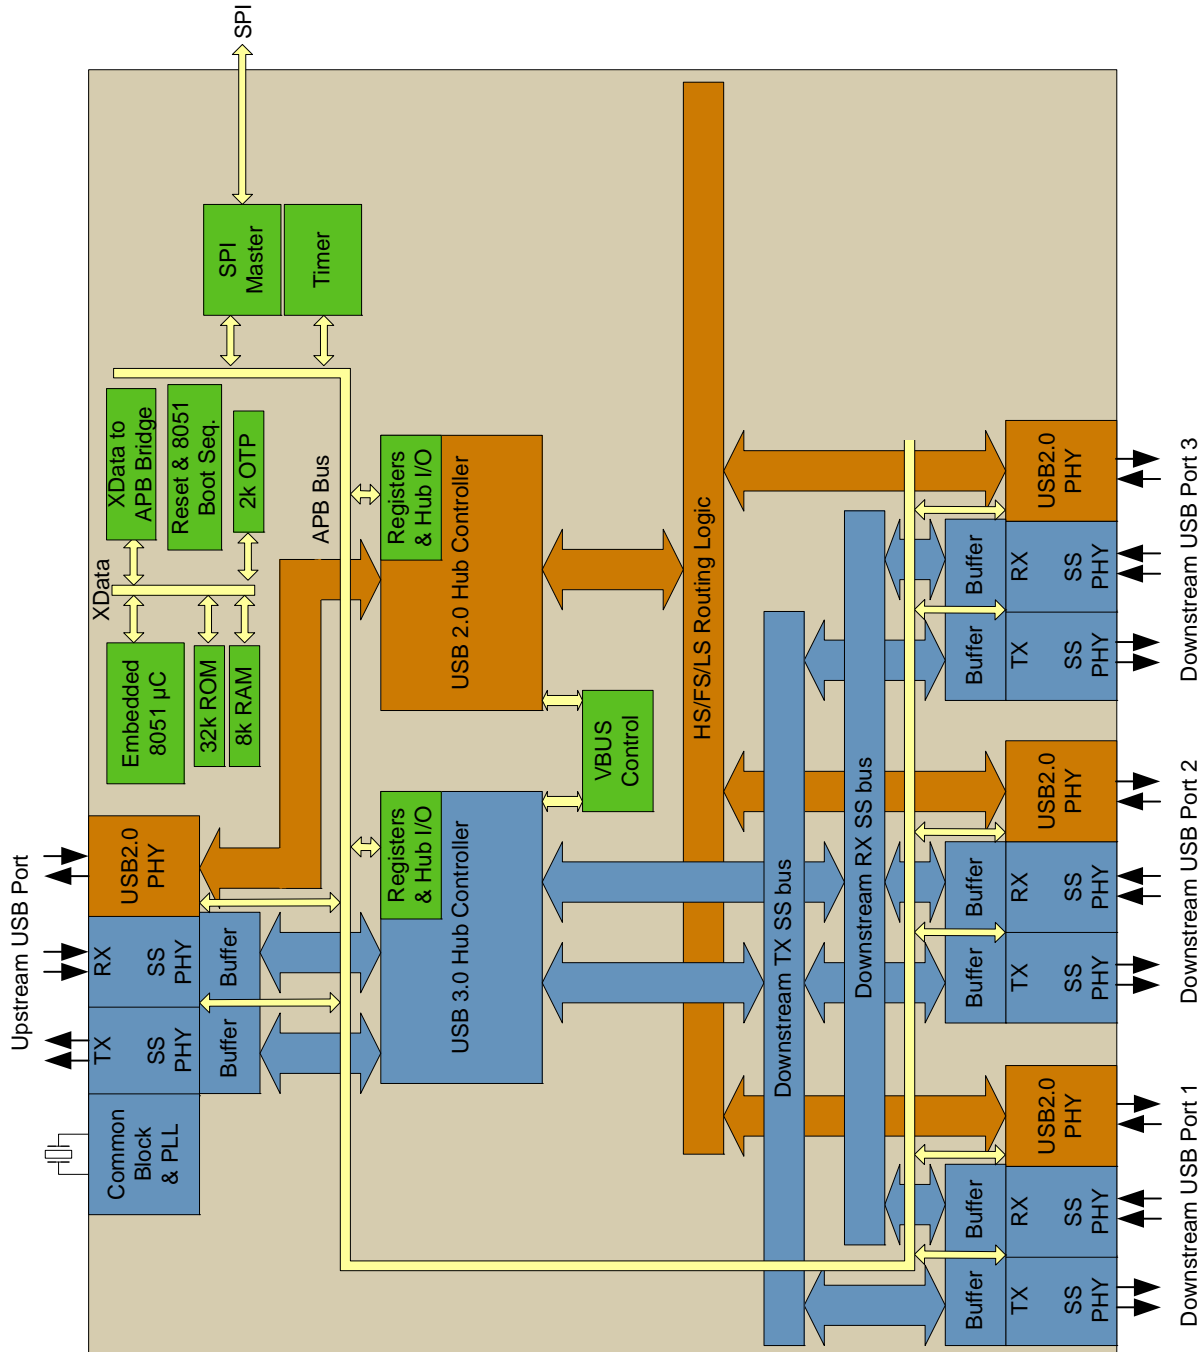 Upstream USB Port
Common
Block
& PLL
TX
SS
PHY
Buffer
RX
SS
PHY
Buffer
USB2.0
PHY
Embedded
8051 µC
32k ROM
8k RAM
XData
XData to
APB Bridge
Reset & 8051
Boot Seq.
2k OTP
SPI
Master
Timer
SPI
APB Bus
Registers
& Hub I/O
USB 3.0 Hub Controller
Registers
& Hub I/O
USB 2.0 Hub Controller
VBUS
Control
HS/FS/LS Routing Logic
Downstream TX SS bus
Downstream RX SS bus
Buffer
TX
SS
PHY
Buffer
RX
SS
PHY
USB2.0
PHY
Downstream USB Port 1
Buffer
TX
SS
PHY
Buffer
RX
SS
PHY
USB2.0
PHY
Downstream USB Port 2
Buffer
TX
SS
PHY
Buffer
RX
SS
PHY
USB2.0
PHY
Downstream USB Port 3